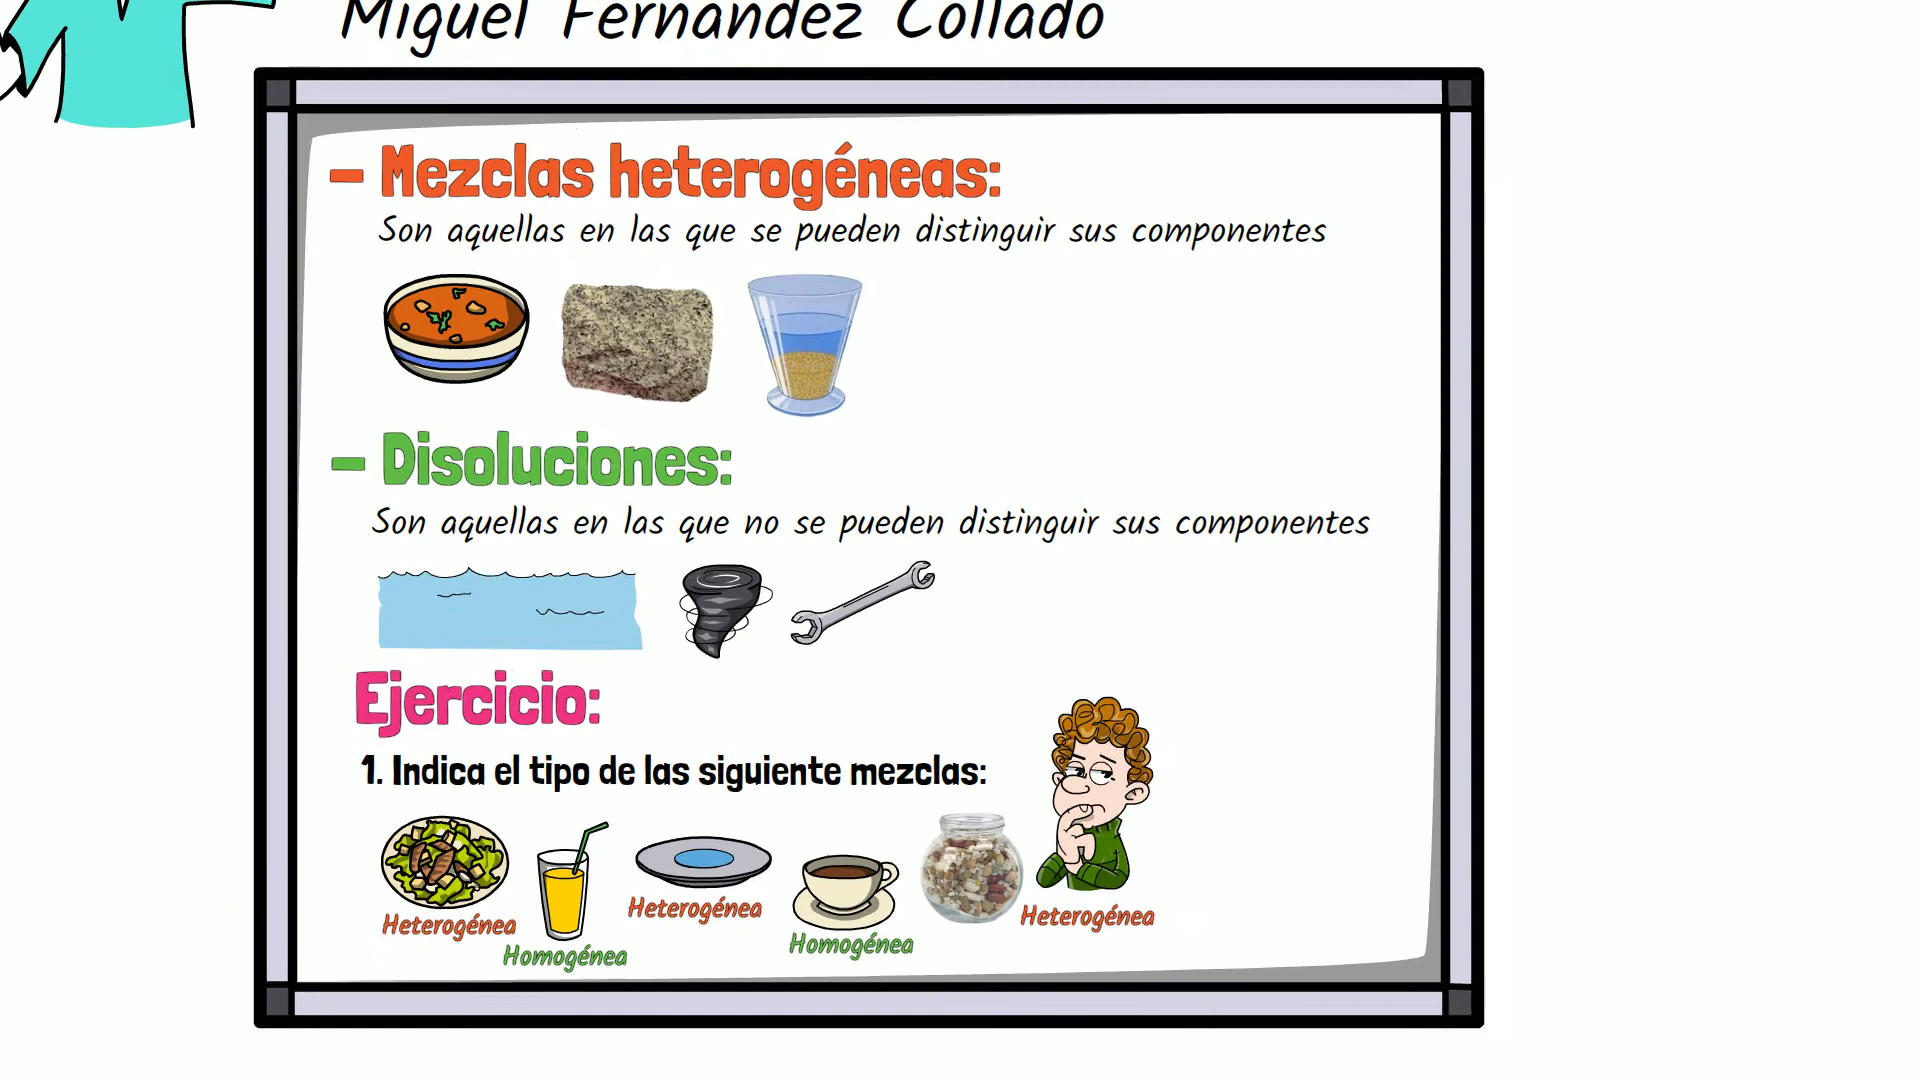 Miguel Fernández Collado
- Mezclas heterogéneas:
Son aquellas en las que se pueden distinguir sus componentes
- Disoluciones:
Son aquellas en las que no se pueden distinguir sus componentes
Ejercicio:
1. Indica el tipo de las siguiente mezclas:
Heterogénea
Homogénea
Heterogénea
Homogénea
Heterogénea